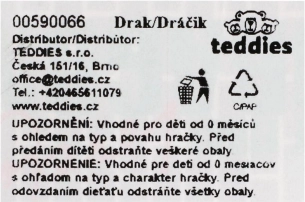 00590066 Drak/Dráčik
Distributor/Distribútor:
TEDDIES s.r.o.
teddies
Česká 151/16, Brno
office@teddies.cz
Tel.: +420465611079
www.teddies.cz
C/PAP
UPOZORNĚNÍ: Vhodné pro děti od 0 měsíců
s ohledem na typ a povahu hračky. Před
předáním dítěti odstraňte veškeré obaly.
UPOZORNENIE: Vhodné pre deti od 0 mesiacov
s ohľadom na typ a charakter hračky. Pred
odovzdaním dieťaťu odstráňte všetky obaly.